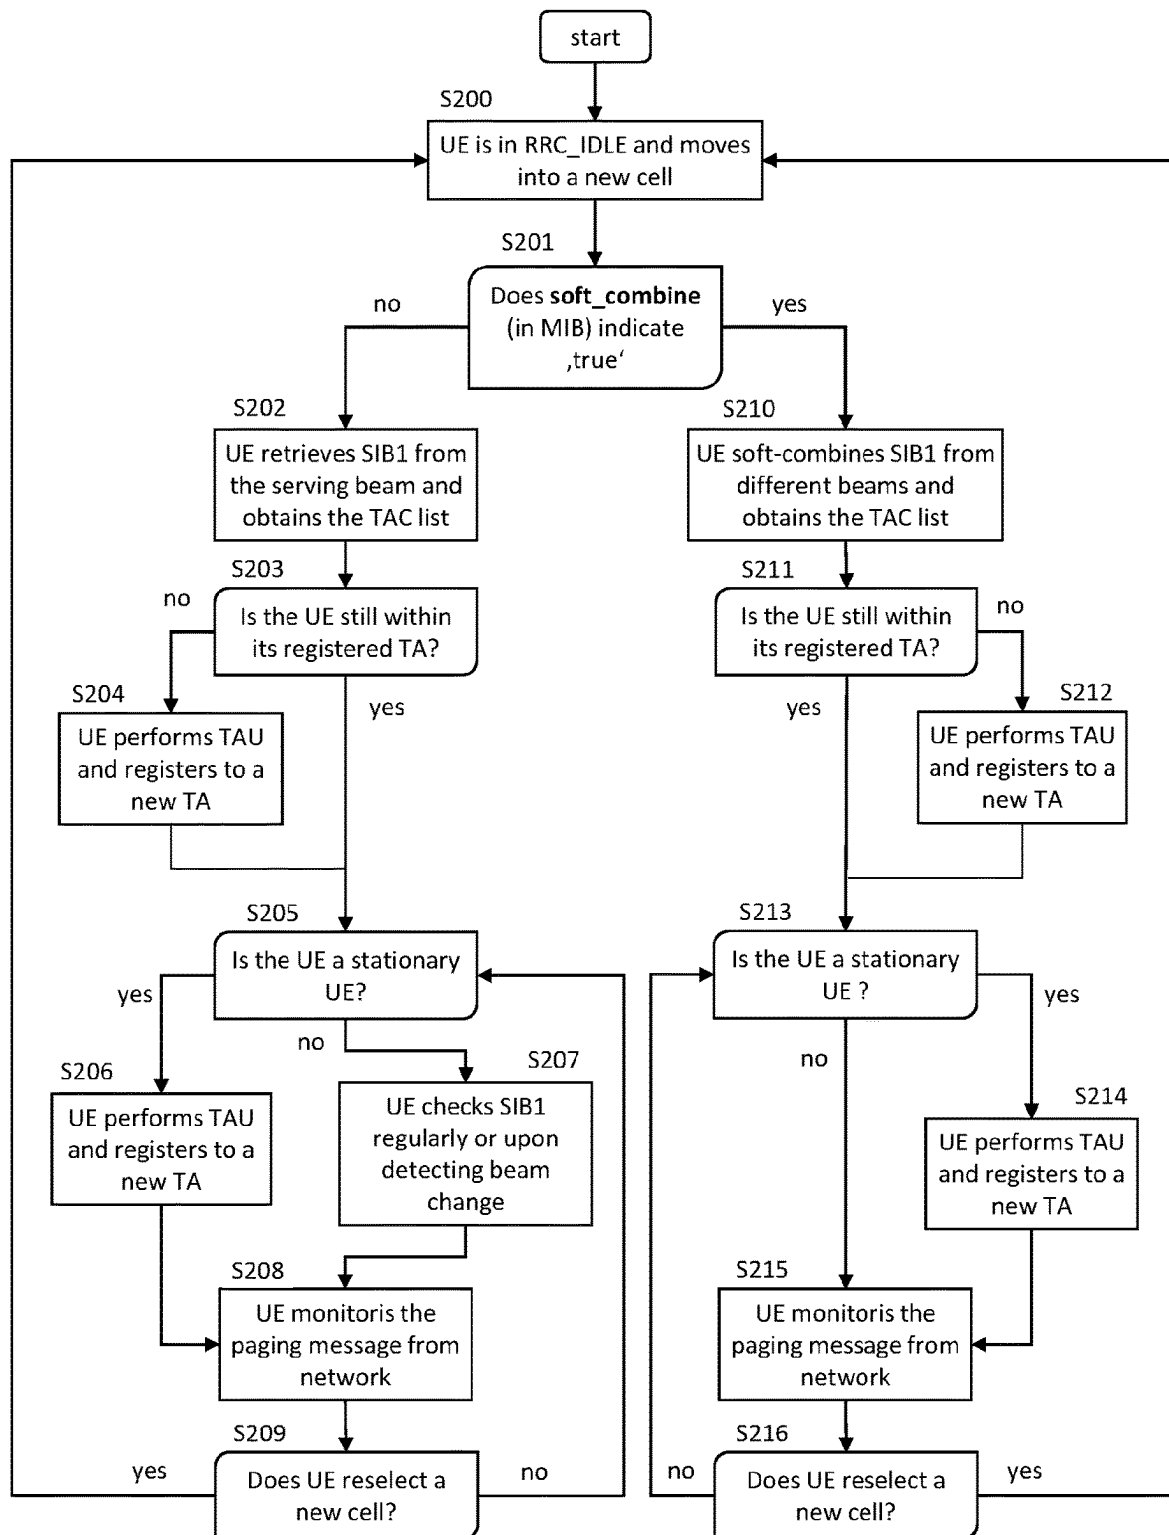 start
S200
UE is in RRC_IDLE and moves
into a new cell
S201
Does soft_combine
(in MIB) indicate
‚true‘
no
yes
S202
UE retrieves SIB1 from
the serving beam and
obtains the TAC list
S210
UE soft-combines SIB1 from
different beams and
obtains the TAC list
S203
no
Is the UE still within
its registered TA?
yes
S211
Is the UE still within
its registered TA?
no
yes
S204
UE performs TAU
and registers to a
new TA
S212
UE performs TAU
and registers to a
new TA
S205
Is the UE a stationary
UE?
yes
no
S213
Is the UE a stationary
UE ?
yes
no
S206
UE performs TAU
and registers to a
new TA
S207
UE checks SIB1
regularly or upon
detecting beam
change
S214
UE performs TAU
and registers to a
new TA
S208
UE monitoris the
paging message from
network
S215
UE monitoris the
paging message from
network
S209
yes
Does UE reselect a
new cell?
no
S216
no
Does UE reselect a
new cell?
yes